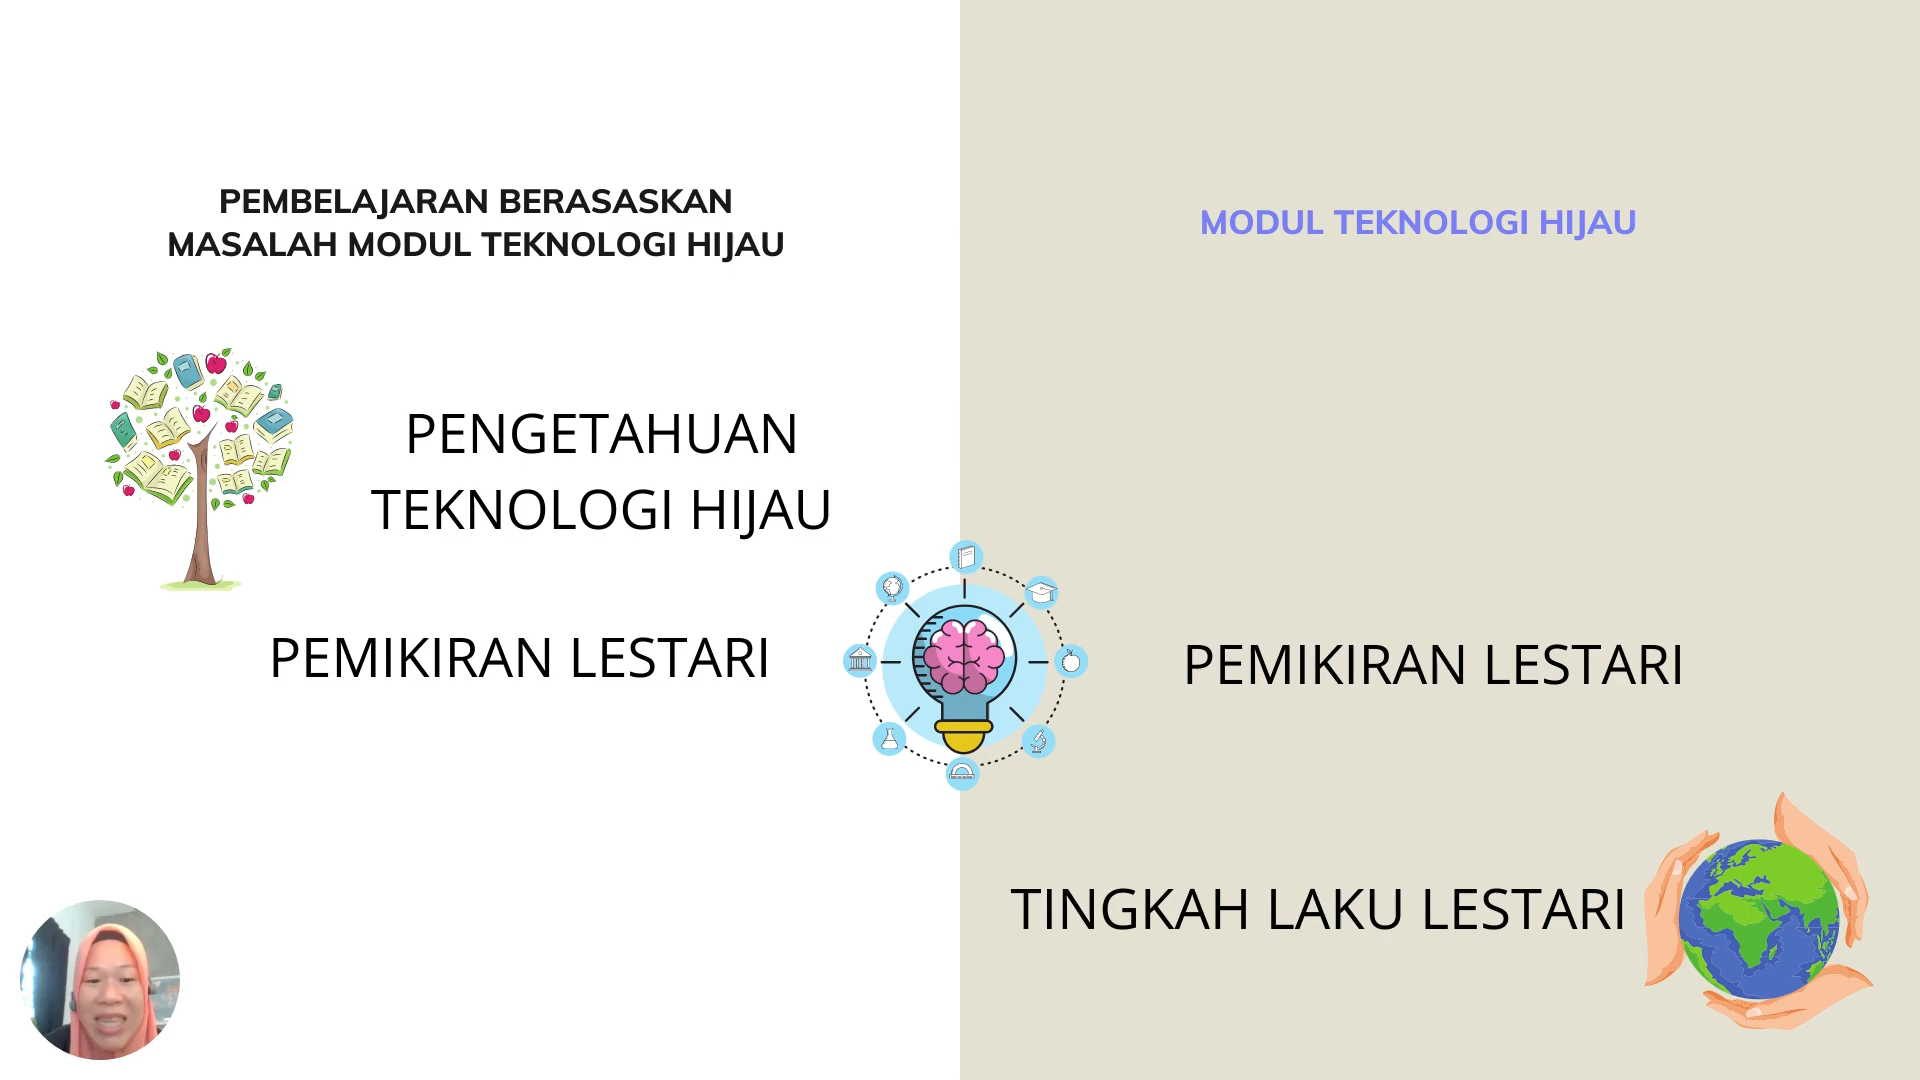 PEMBELAJARAN BERASASKAN
MASALAH MODUL TEKNOLOGI HIJAU
PENGETAHUAN
TEKNOLOGI HIJAU
PEMIKIRAN LESTARI
MODUL TEKNOLOGI HIJAU
PEMIKIRAN LESTARI
TINGKAH LAKU LESTARI